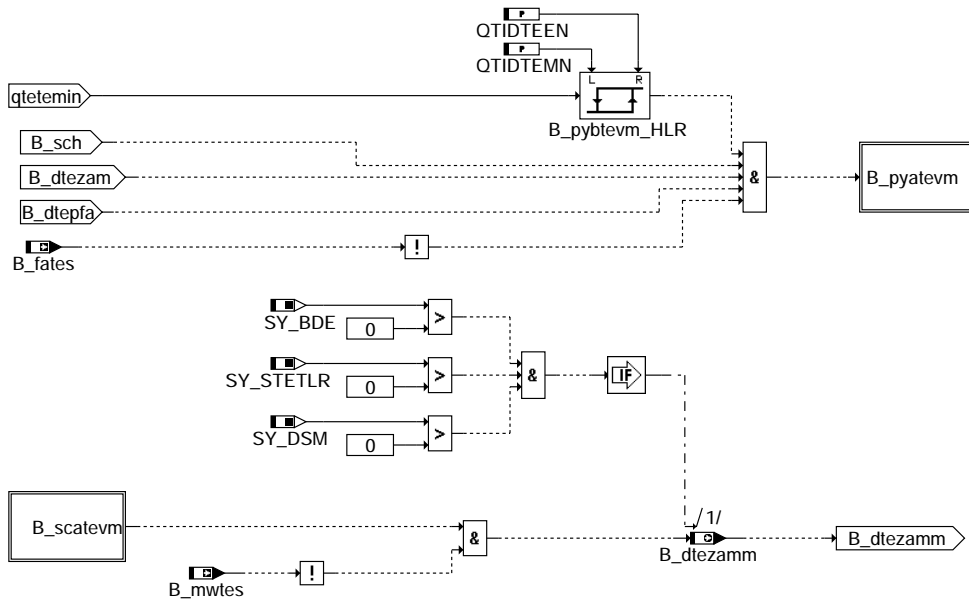 P
QTIDTEEN
P
QTIDTEMN
qtetemin
L R
B_pybtevm_HLR
B_sch
B_dtezam
B_dtepfa
&
B_pyatevm
B_fates
!
SY_BDE
0
>
SY_STETLR
0
>
&
IF
SY_DSM
0
>
B_scatevm
&
/1/
B_dtezamm
B_dtezamm
B_mwtes
!